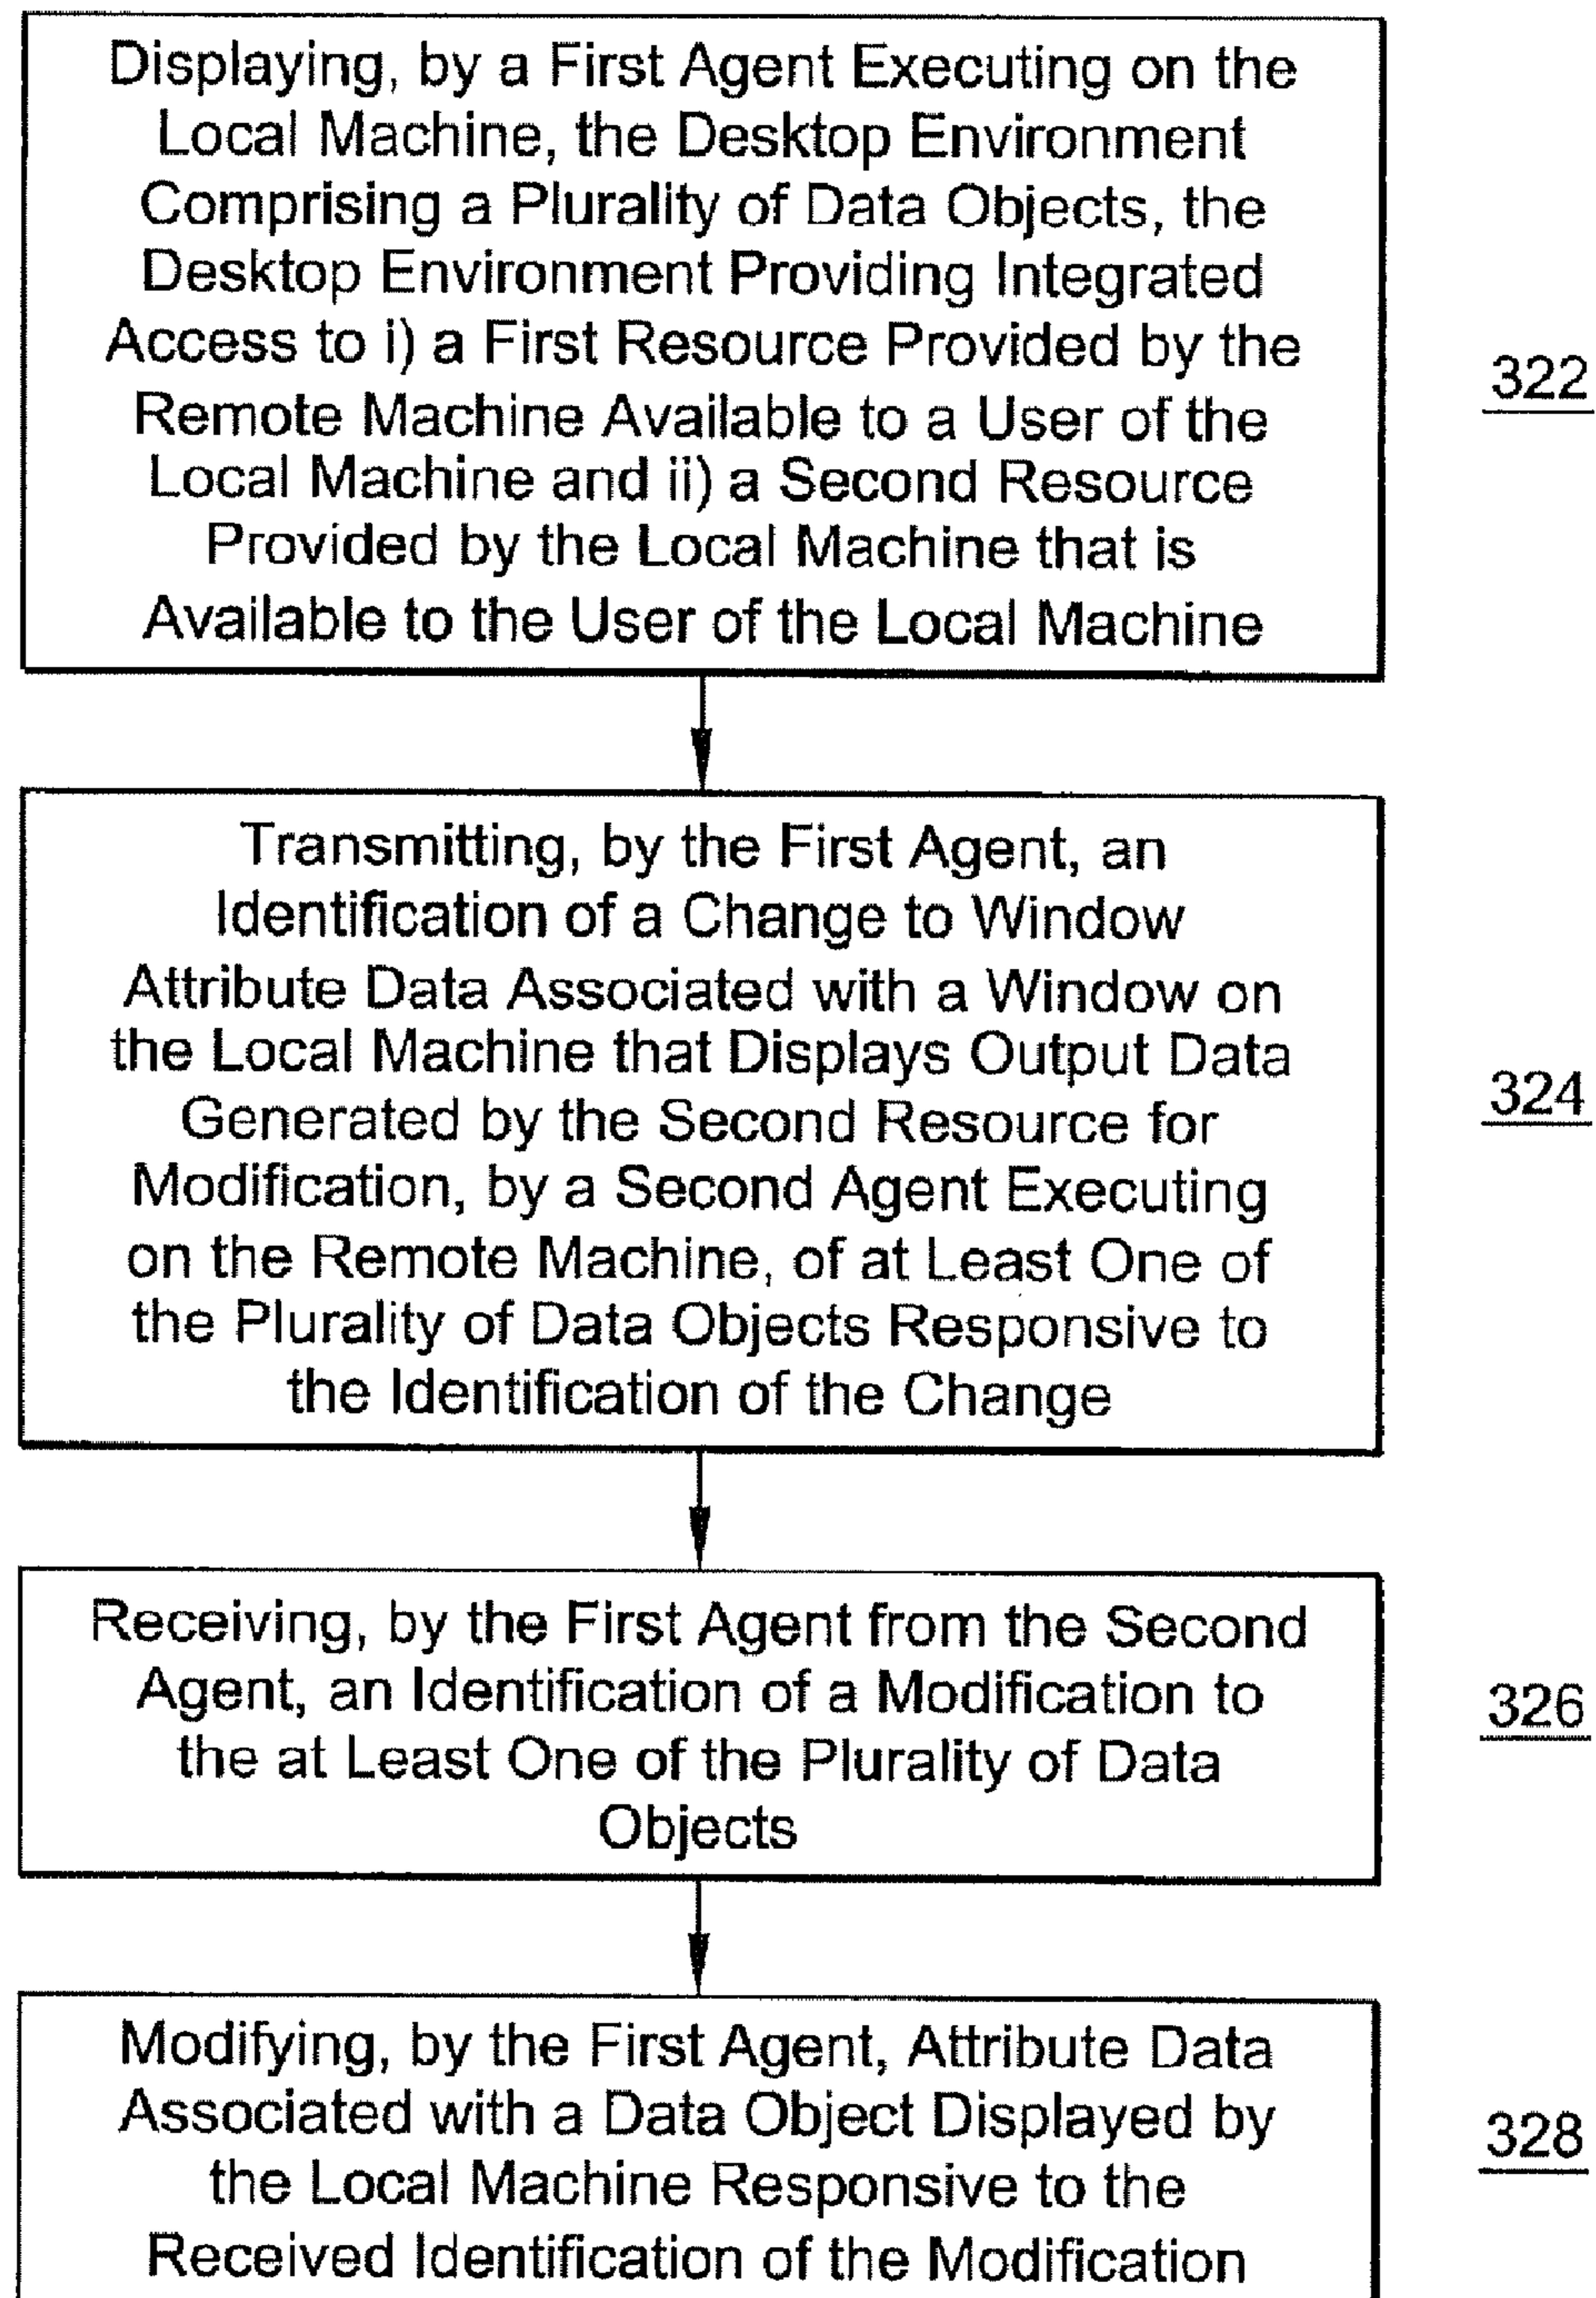 Displaying, by a First Agent Executing on the
Local Machine, the Desktop Environment
Comprising a Plurality of Data Objects, the
Desktop Environment Providing Integrated
Access to i) a First Resource Provided by the
Remote Machine Available to a User of the
Local Machine and ii) a Second Resource
Provided by the Local Machine that is
Available to the User of the Local Machine
322
Transmitting, by the First Agent, an
Identification of a Change to Window
Attribute Data Associated with a Window on
the Local Machine that Displays Output Data
Generated by the Second Resource for
Modification, by a Second Agent Executing
on the Remote Machine, of at Least One of
the Plurality of Data Objects Responsive to
the Identification of the Change
324
Receiving, by the First Agent from the Second
Agent, an Identification of a Modification to
the at Least One of the Plurality of Data
Objects
326
Modifying, by the First Agent, Attribute Data
Associated with a Data Object Displayed by
the Local Machine Responsive to the
Received Identification of the Modification
328